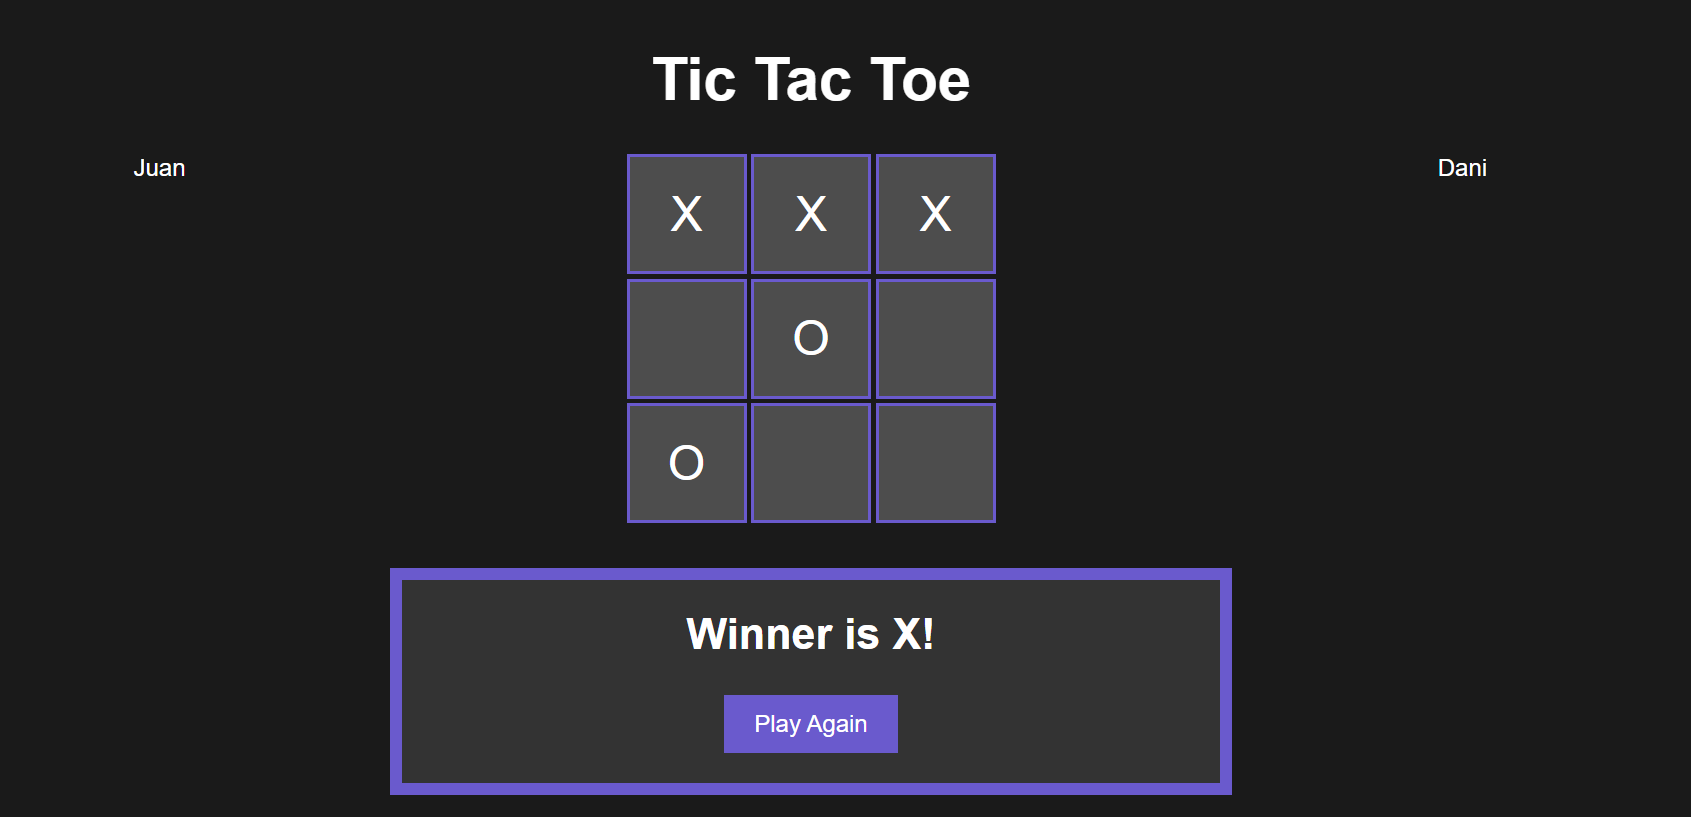 Tic Tac Toe
Juan
Dani
X X X
O
O
Winner is X!
Play Again